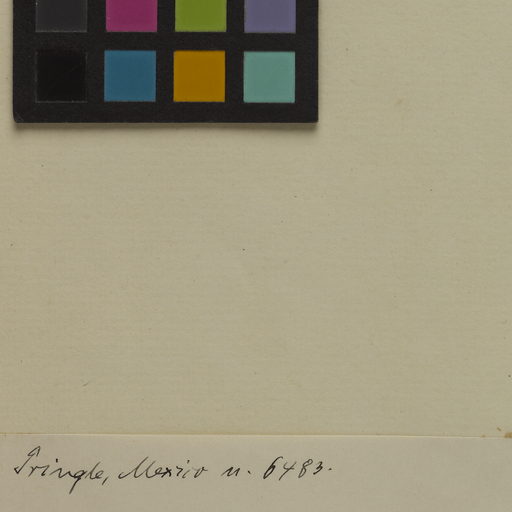 Pringle, Mexico n. 6483.